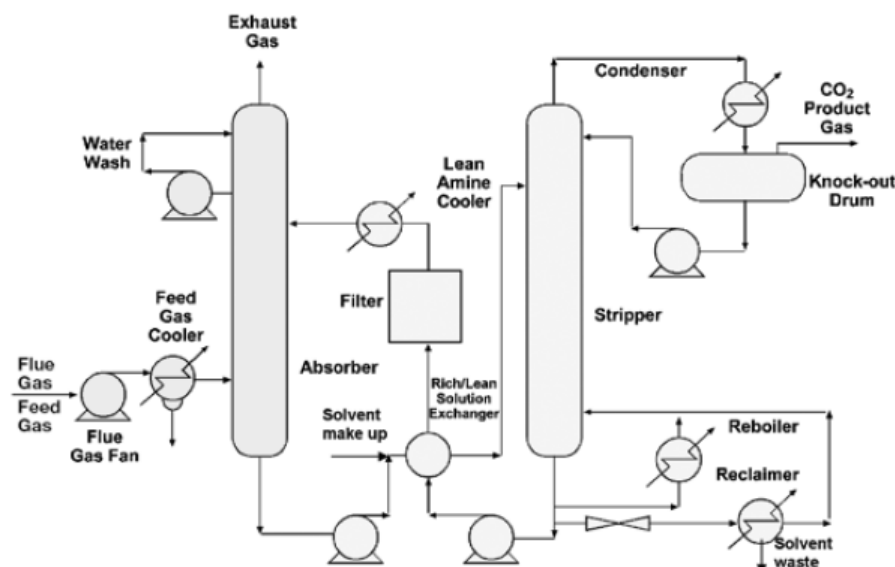 Exhaust
Gas
Condenser
CO₂
Product
Gas
Water
Wash
Lean
Amine
Cooler
Knock-out
Drum
Feed
Gas
Cooler
Filter
Stripper
Absorber
Flue
Gas
Feed
Gas
Rich/Lean
Solution
Exchanger
Solvent
make up
Flue
Gas Fan
Reboiler
Reclaimer
Solvent
waste